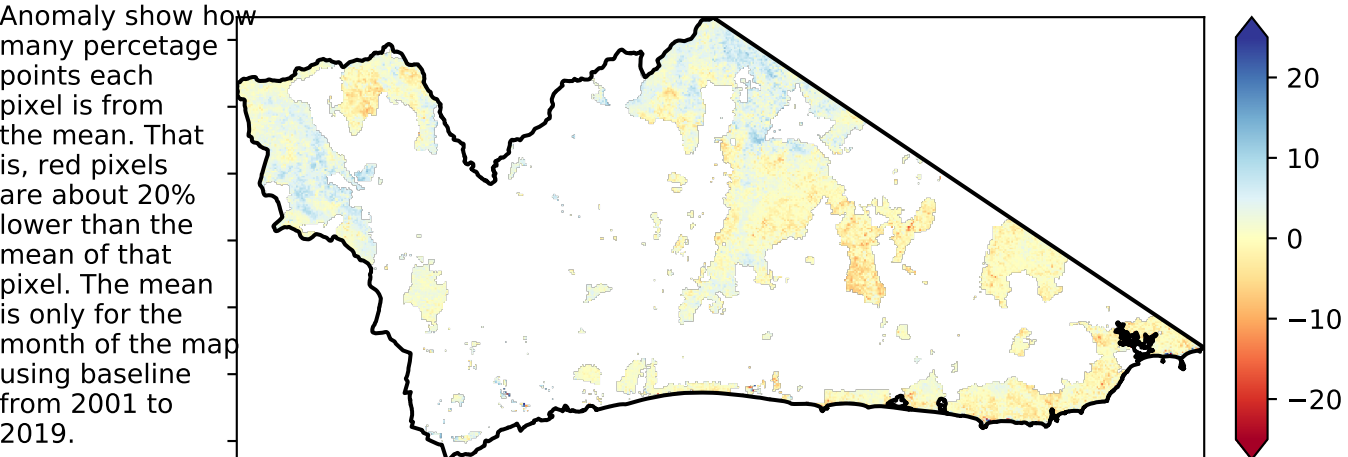 Anomaly show how
many percetage
points each
pixel is from
the mean. That
is, red pixels
are about 20%
lower than the
mean of that
pixel. The mean
is only for the
month of the map
using baseline
from 2001 to
2019.
20
10
0
−10
−20